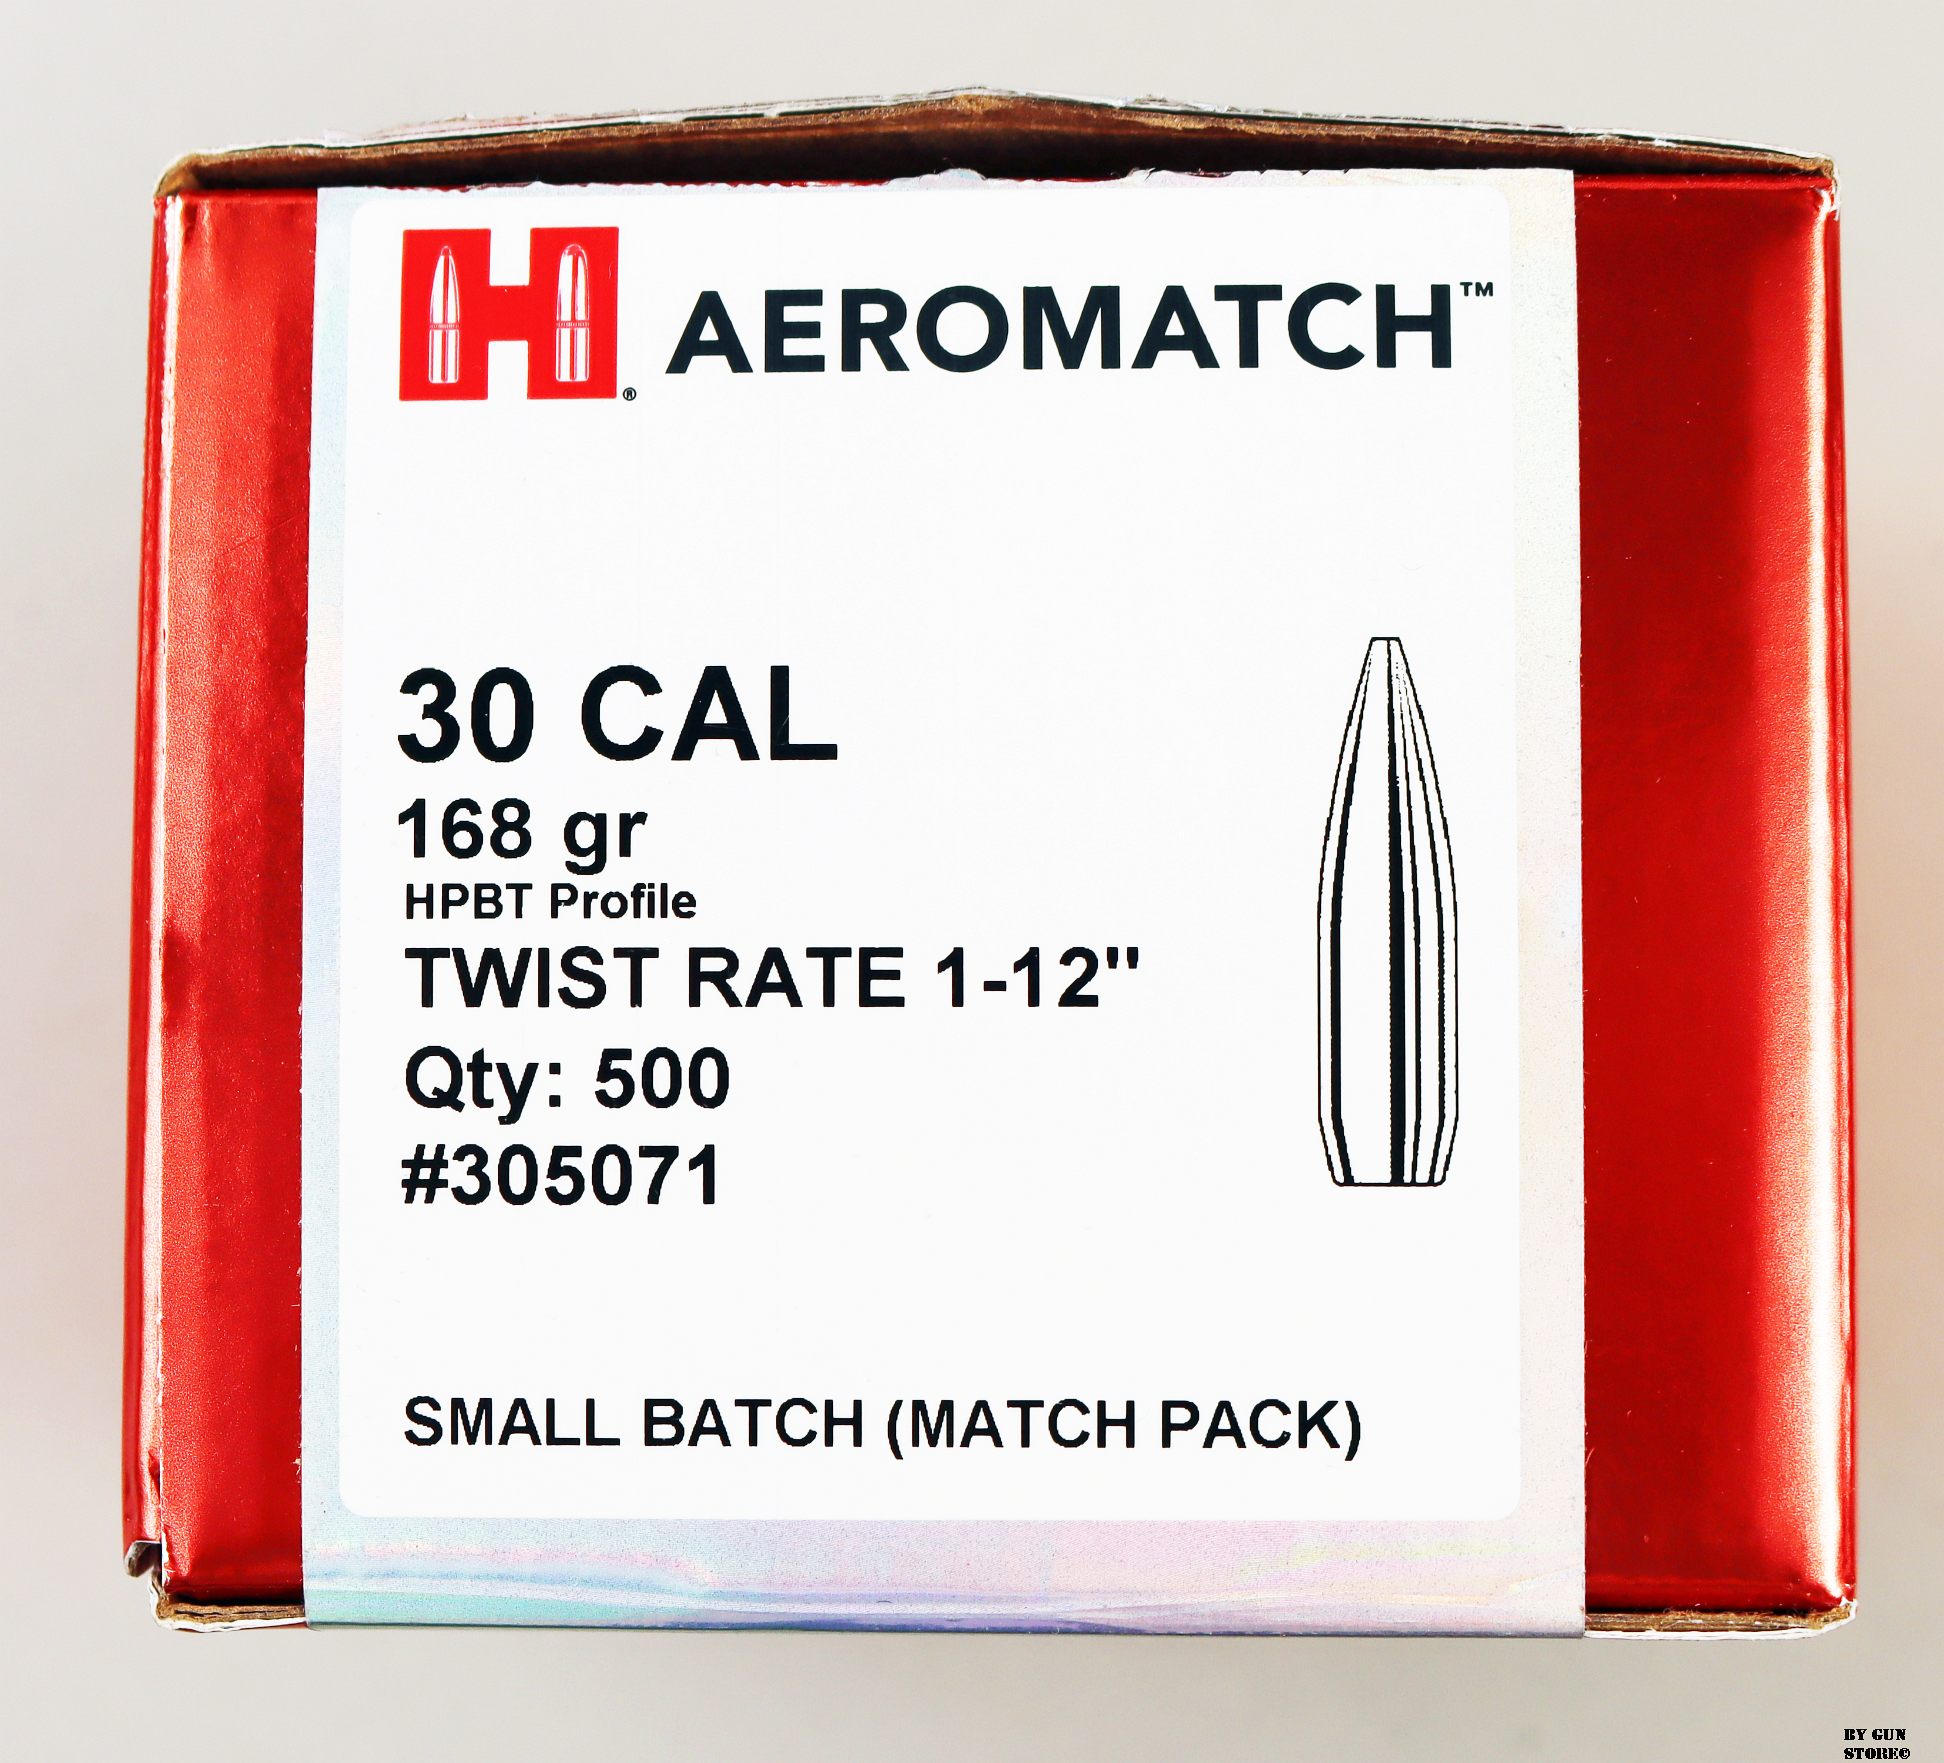 H®
AEROMATCH™
30 CAL
168 gr
HPBT Profile
TWIST RATE 1-12"
Qty: 500
#305071
SMALL BATCH (MATCH PACK)
BY GUN
STORE©